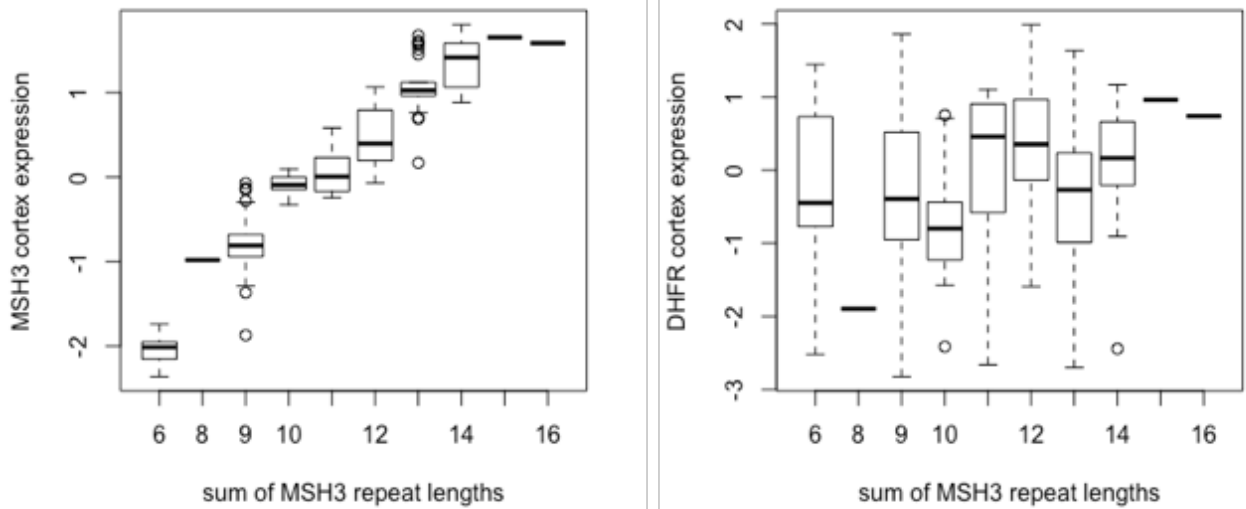 MSH3 cortex expression
1
0
-1
-2
6 8 9 10 12 14 16
sum of MSH3 repeat lengths
DHFR cortex expression
2
1
0
-1
-2
-3
6 8 9 10 12 14 16
sum of MSH3 repeat lengths